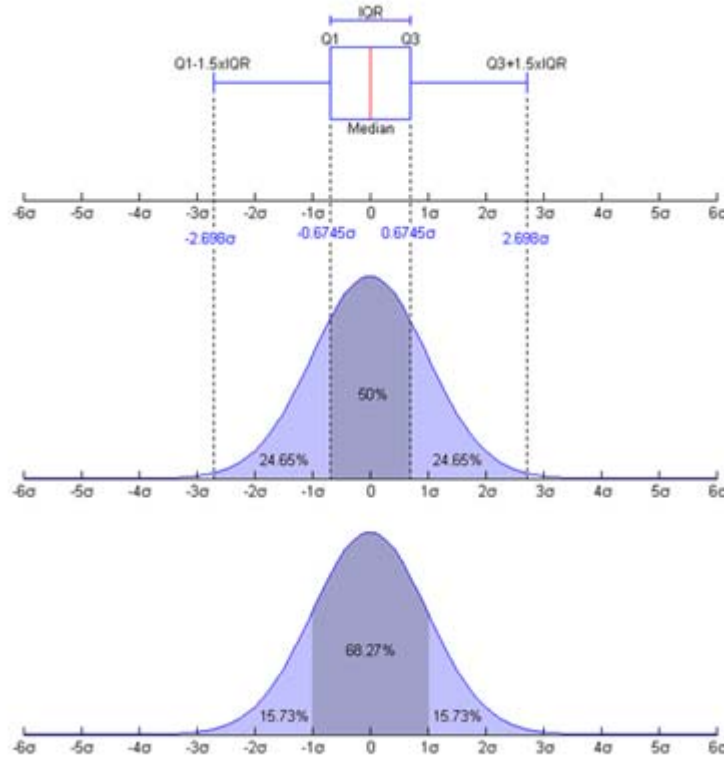 IQR
Q1 Q3
Q1-1.5xIQR Q3+1.5xIQR
Median
-6σ -5σ -4σ -3σ -2σ -1σ 0 1σ 2σ 3σ 4σ 5σ 6σ
-2.698σ -0.6745σ 0.6745σ 2.698σ
50%
24.65% 24.65%
-6σ -5σ -4σ -3σ -2σ -1σ 0 1σ 2σ 3σ 4σ 5σ 6σ
68.27%
15.73% 15.73%
-6σ -5σ -4σ -3σ -2σ -1σ 0 1σ 2σ 3σ 4σ 5σ 6σ